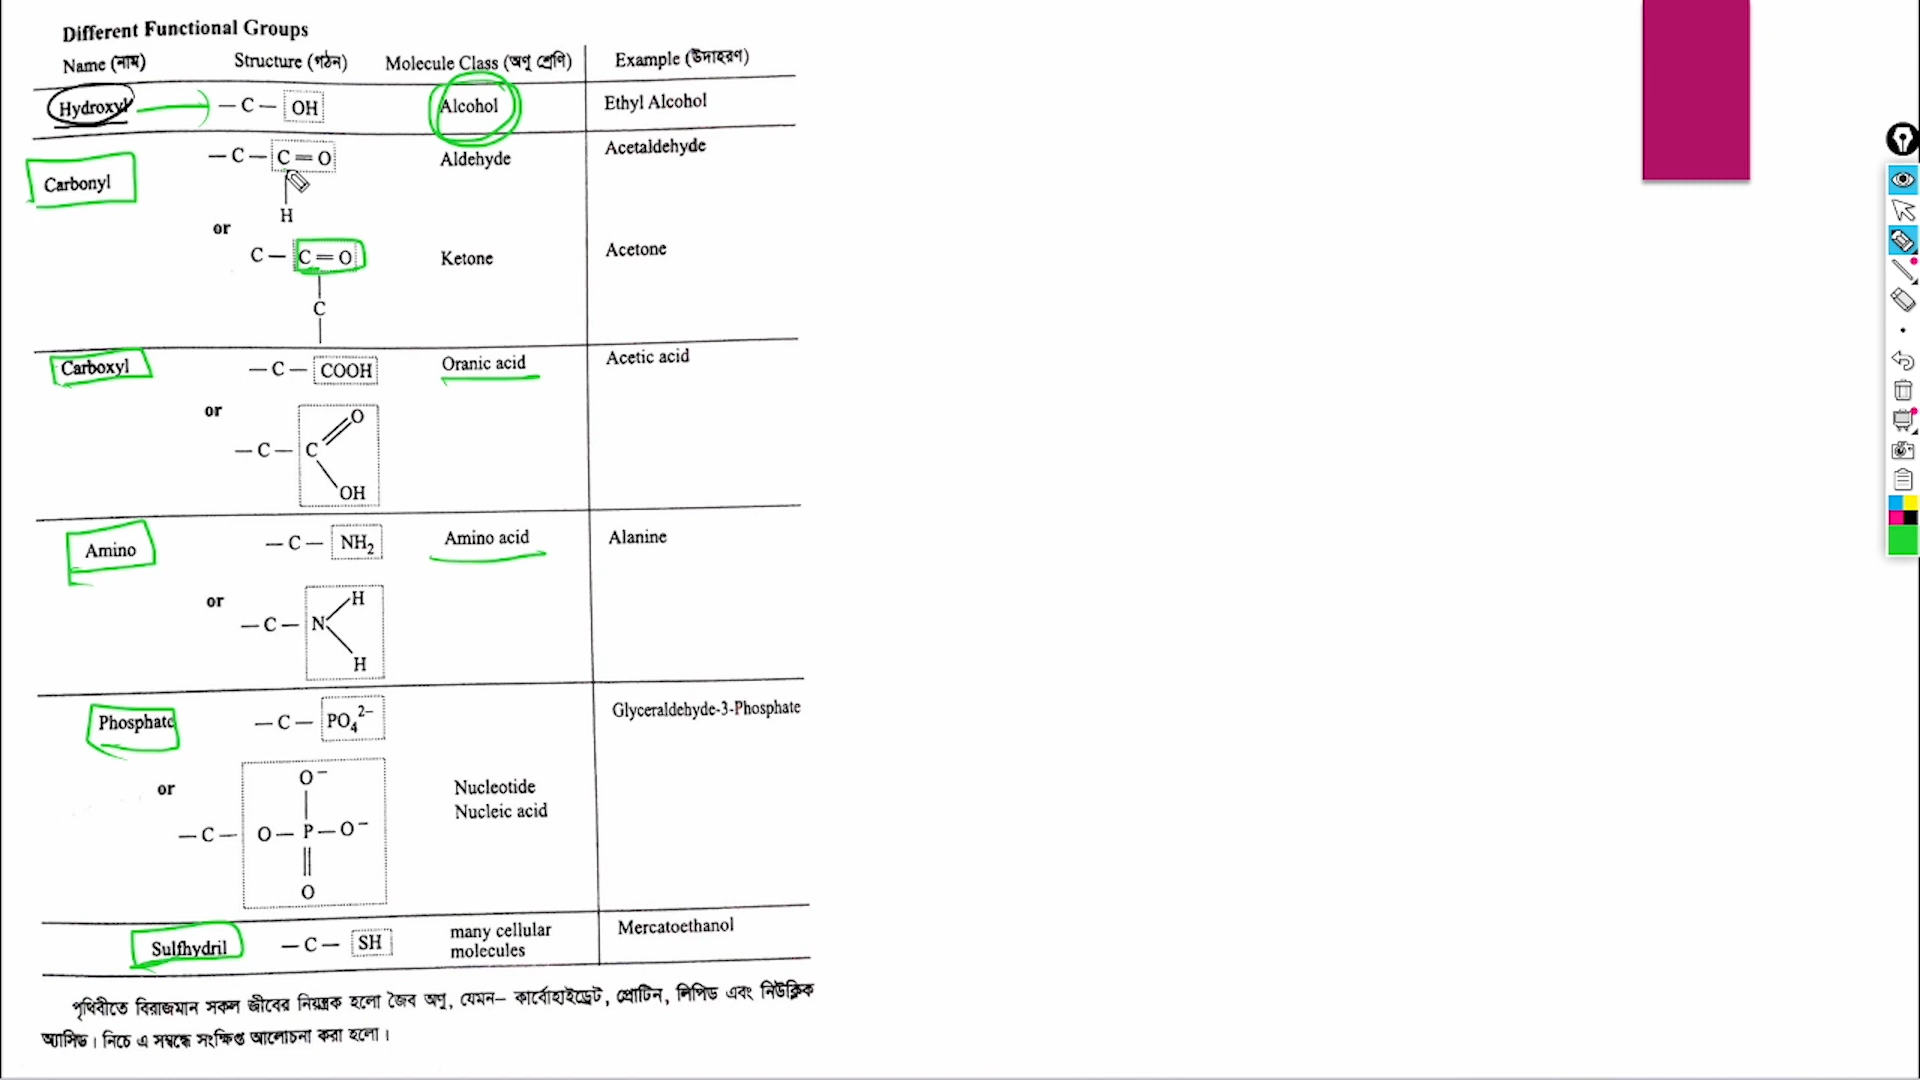 Different Functional Groups
Name (নাম) Structure (গঠন) Molecule Class (অণু শ্রেণি) Example (উদাহরণ)
Hydroxyl — C — OH Alcohol Ethyl Alcohol
— C — C = O Aldehyde Acetaldehyde
Carbonyl
H
or
C — C = O Ketone Acetone
C
Carboxyl — C — COOH Oranic acid Acetic acid
or
O
— C — C
OH
Amino — C — NH₂ Amino acid Alanine
or
H
— C — N
H
Phosphate — C — PO₄²⁻ Glyceraldehyde-3-Phosphate
O⁻
or Nucleotide
Nucleic acid
— C — O — P — O⁻
O
Sulfhydril — C — SH many cellular Mercatoethanol
molecules
পৃথিবীতে বিরাজমান সকল জীবের নিয়ন্ত্রক হলো জৈব অণু, যেমন– কার্বোহাইড্রেট, প্রোটিন, লিপিড এবং নিউক্লিক
অ্যাসিড। নিচে এ সম্বন্ধে সংক্ষিপ্ত আলোচনা করা হলো।